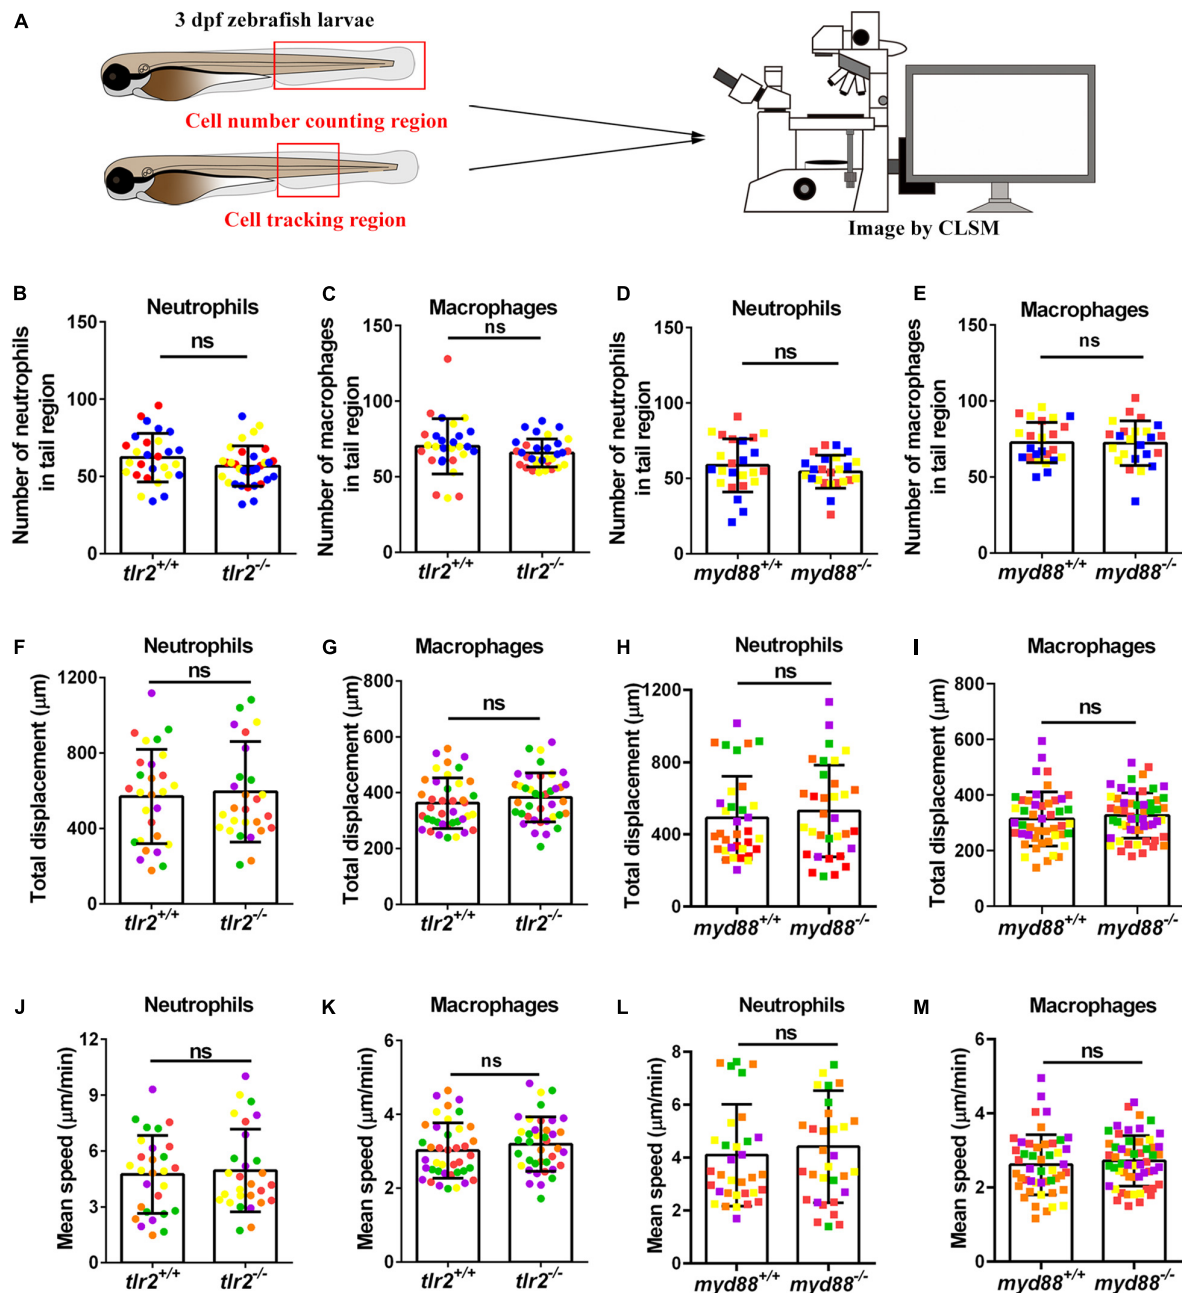 A
3 dpf zebrafish larvae
Cell number counting region
Cell tracking region
Image by CLSM
B
Neutrophils
Number of neutrophils
in tail region
150
100
50
0
ns
tlr2+/+
tlr2-/-
C
Macrophages
Number of macrophages
in tail region
150
100
50
0
ns
tlr2+/+
tlr2-/-
D
Neutrophils
Number of neutrophils
in tail region
150
100
50
0
ns
myd88+/+
myd88-/-
E
Macrophages
Number of macrophages
in tail region
150
100
50
0
ns
myd88+/+
myd88-/-
F
Neutrophils
Total displacement (μm)
1200
800
400
0
ns
tlr2+/+
tlr2-/-
G
Macrophages
Total displacement (μm)
800
600
400
200
0
ns
tlr2+/+
tlr2-/-
H
Neutrophils
Total displacement (μm)
1200
800
400
0
ns
myd88+/+
myd88-/-
I
Macrophages
Total displacement (μm)
800
600
400
200
0
ns
myd88+/+
myd88-/-
J
Neutrophils
Mean speed (μm/min)
12
9
6
3
0
ns
tlr2+/+
tlr2-/-
K
Macrophages
Mean speed (μm/min)
6
4
2
0
ns
tlr2+/+
tlr2-/-
L
Neutrophils
Mean speed (μm/min)
8
6
4
2
0
ns
myd88+/+
myd88-/-
M
Macrophages
Mean speed (μm/min)
6
4
2
0
ns
myd88+/+
myd88-/-